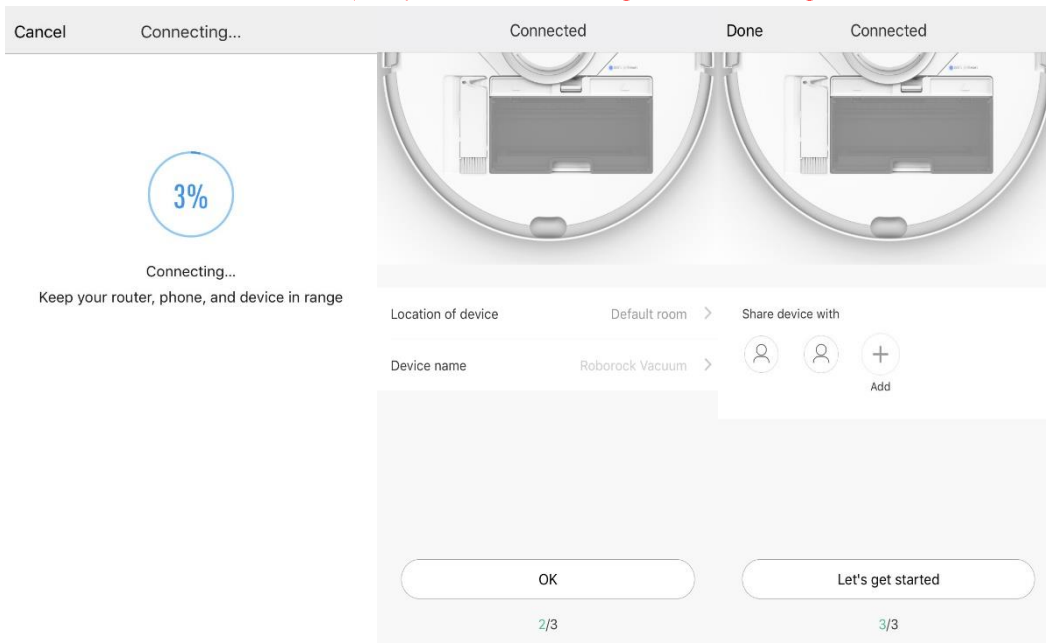 Cancel
Connecting...
3%
Connecting...
Keep your router, phone, and device in range
Connected
Location of device
Default room
Device name
Roborock Vacuum
OK
2/3
Done
Connected
Share device with
Add
Let's get started
3/3